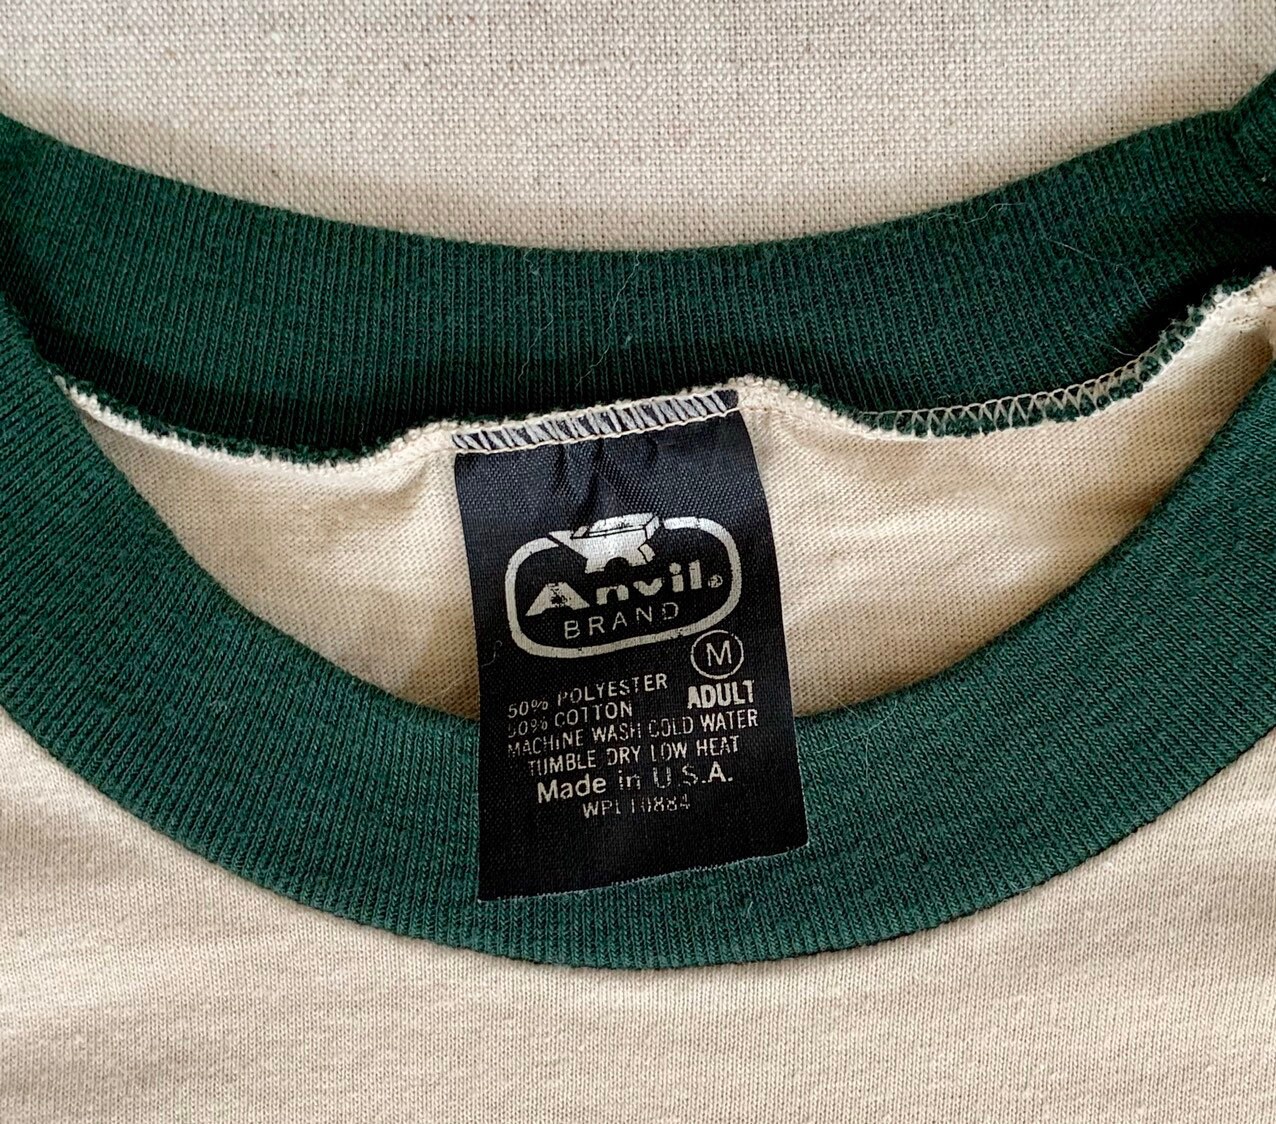 Anvil®
BRAND
M
ADULT
50% POLYESTER
50% COTTON
MACHINE WASH COLD WATER
TUMBLE DRY LOW HEAT
Made in U.S.A.
WPL 10884